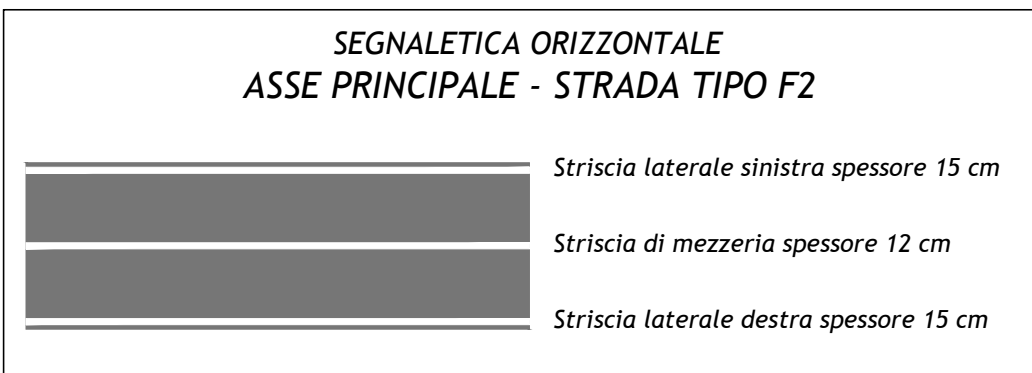 SEGNALETICA ORIZZONTALE
ASSE PRINCIPALE - STRADA TIPO F2
Striscia laterale sinistra spessore 15 cm
Striscia di mezzeria spessore 12 cm
Striscia laterale destra spessore 15 cm